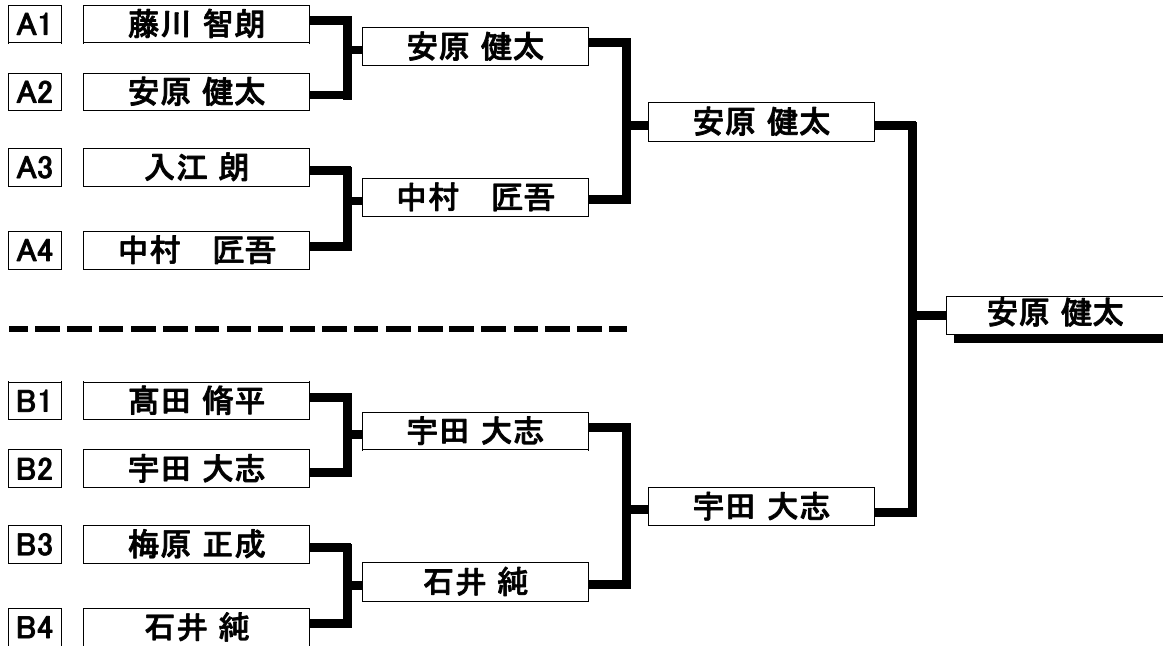 A1 藤川 智朗
安原 健太
A2 安原 健太
安原 健太
A3 入江 朗
中村　匠吾
A4 中村　匠吾
安原 健太
B1 髙田 脩平
宇田 大志
B2 宇田 大志
宇田 大志
B3 梅原 正成
石井 純
B4 石井 純